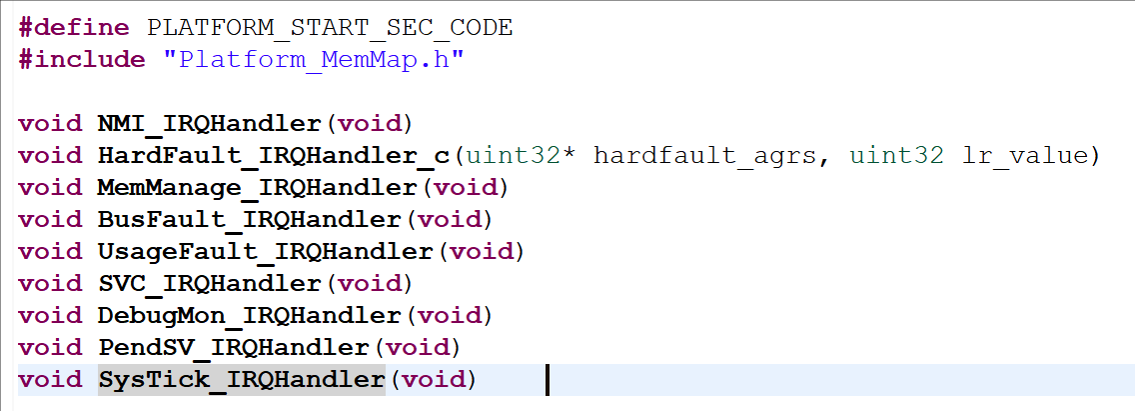 #define PLATFORM_START_SEC_CODE
#include "Platform_MemMap.h"
void NMI_IRQHandler(void)
void HardFault_IRQHandler_c(uint32* hardfault_agrs, uint32 lr_value)
void MemManage_IRQHandler(void)
void BusFault_IRQHandler(void)
void UsageFault_IRQHandler(void)
void SVC_IRQHandler(void)
void DebugMon_IRQHandler(void)
void PendSV_IRQHandler(void)
void SysTick_IRQHandler(void)